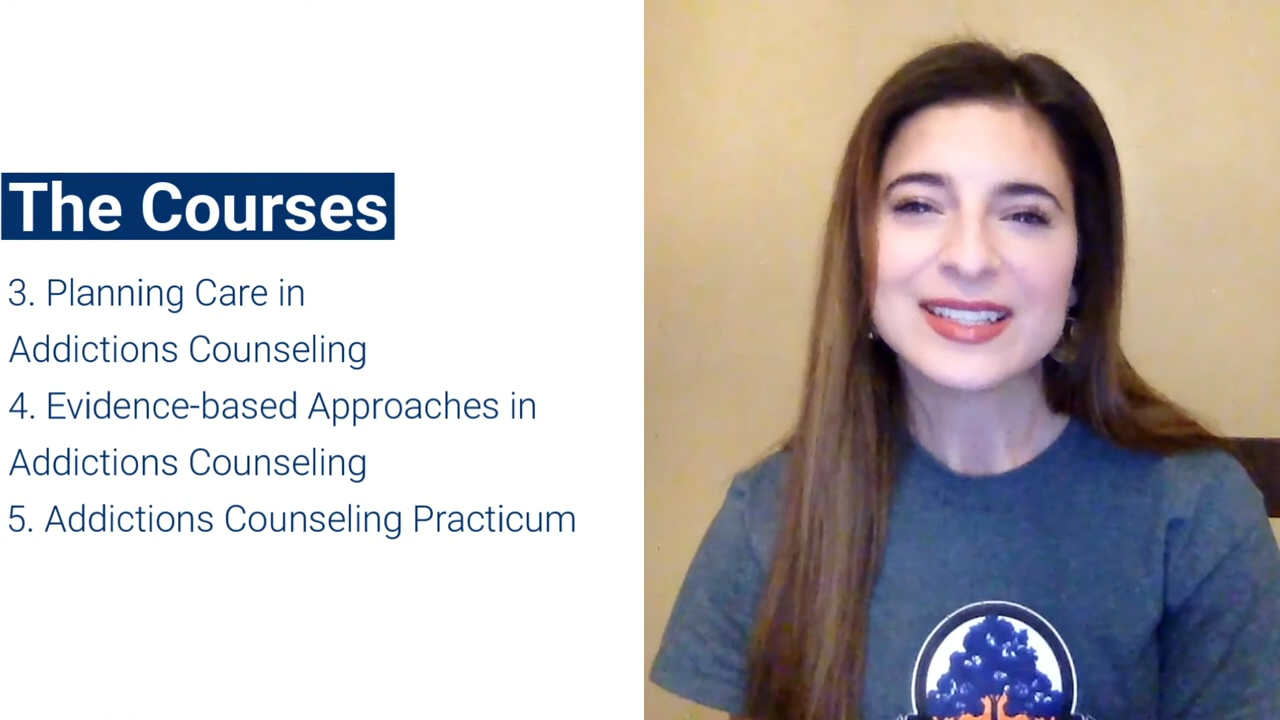 The Courses
3. Planning Care in
Addictions Counseling
4. Evidence-based Approaches in
Addictions Counseling
5. Addictions Counseling Practicum